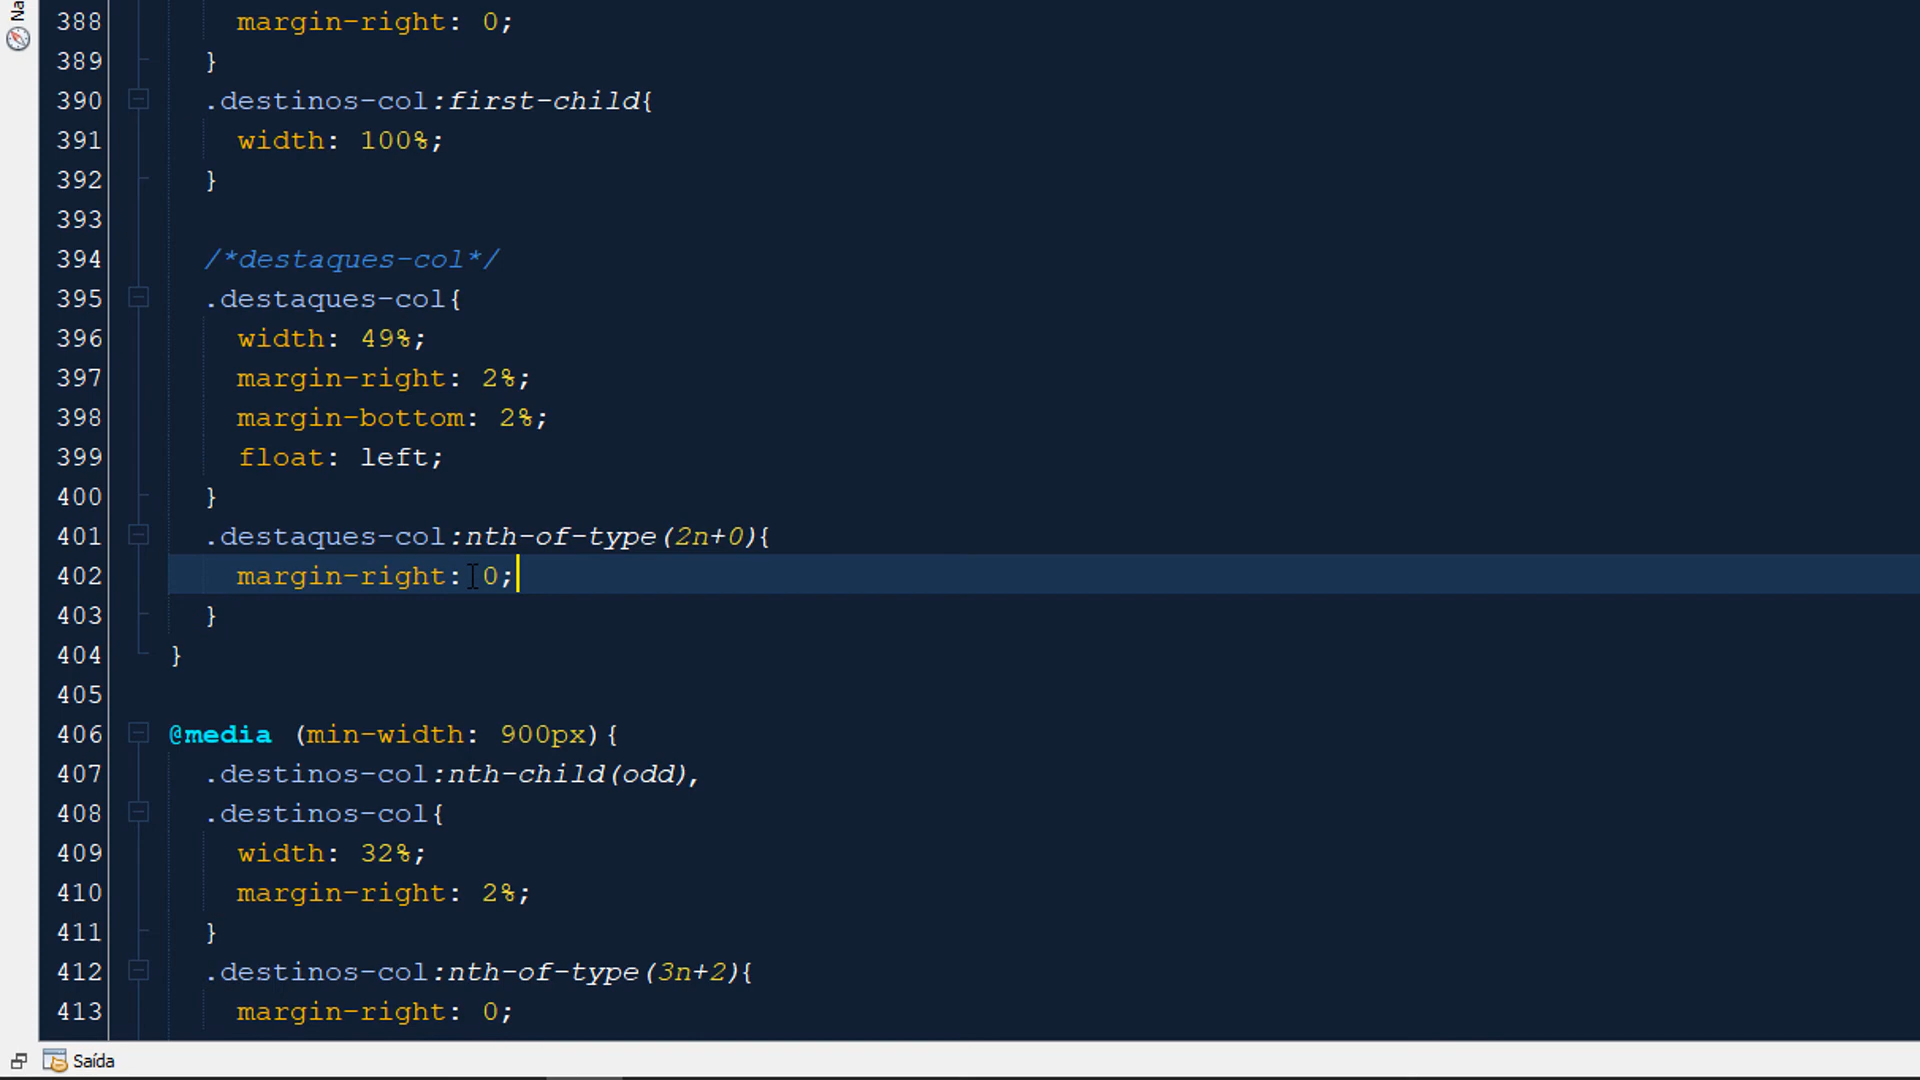 Na
388 margin-right: 0;
389 }
390 .destinos-col:first-child{
391 width: 100%;
392 }
393
394 /*destaques-col*/
395 .destaques-col{
396 width: 49%;
397 margin-right: 2%;
398 margin-bottom: 2%;
399 float: left;
400 }
401 .destaques-col:nth-of-type(2n+0){
402 margin-right: 0;
403 }
404 }
405
406 @media (min-width: 900px){
407 .destinos-col:nth-child(odd),
408 .destinos-col{
409 width: 32%;
410 margin-right: 2%;
411 }
412 .destinos-col:nth-of-type(3n+2){
413 margin-right: 0;
Saída